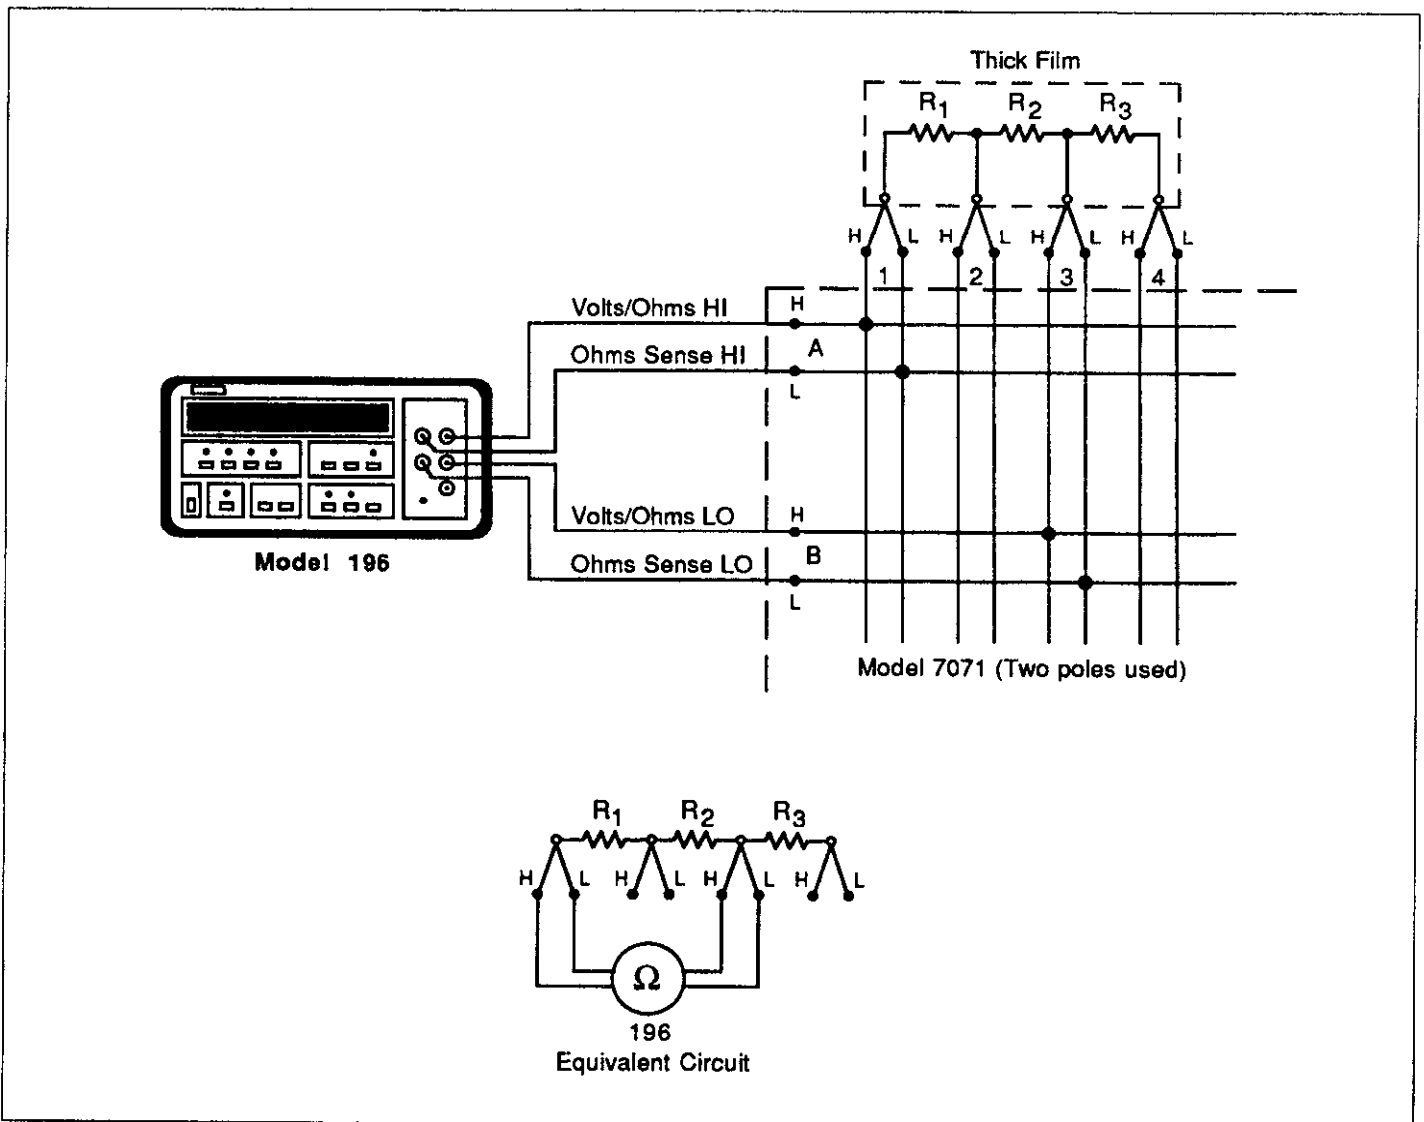 Thick Film
R1 R2 R3
H L H L H L H L
1 2 3 4
Volts/Ohms HI H
A
Ohms Sense HI
L
Model 196
Volts/Ohms LO H
B
Ohms Sense LO
L
Model 7071 (Two poles used)
R1 R2 R3
H L H L H L H L
Ω
196
Equivalent Circuit